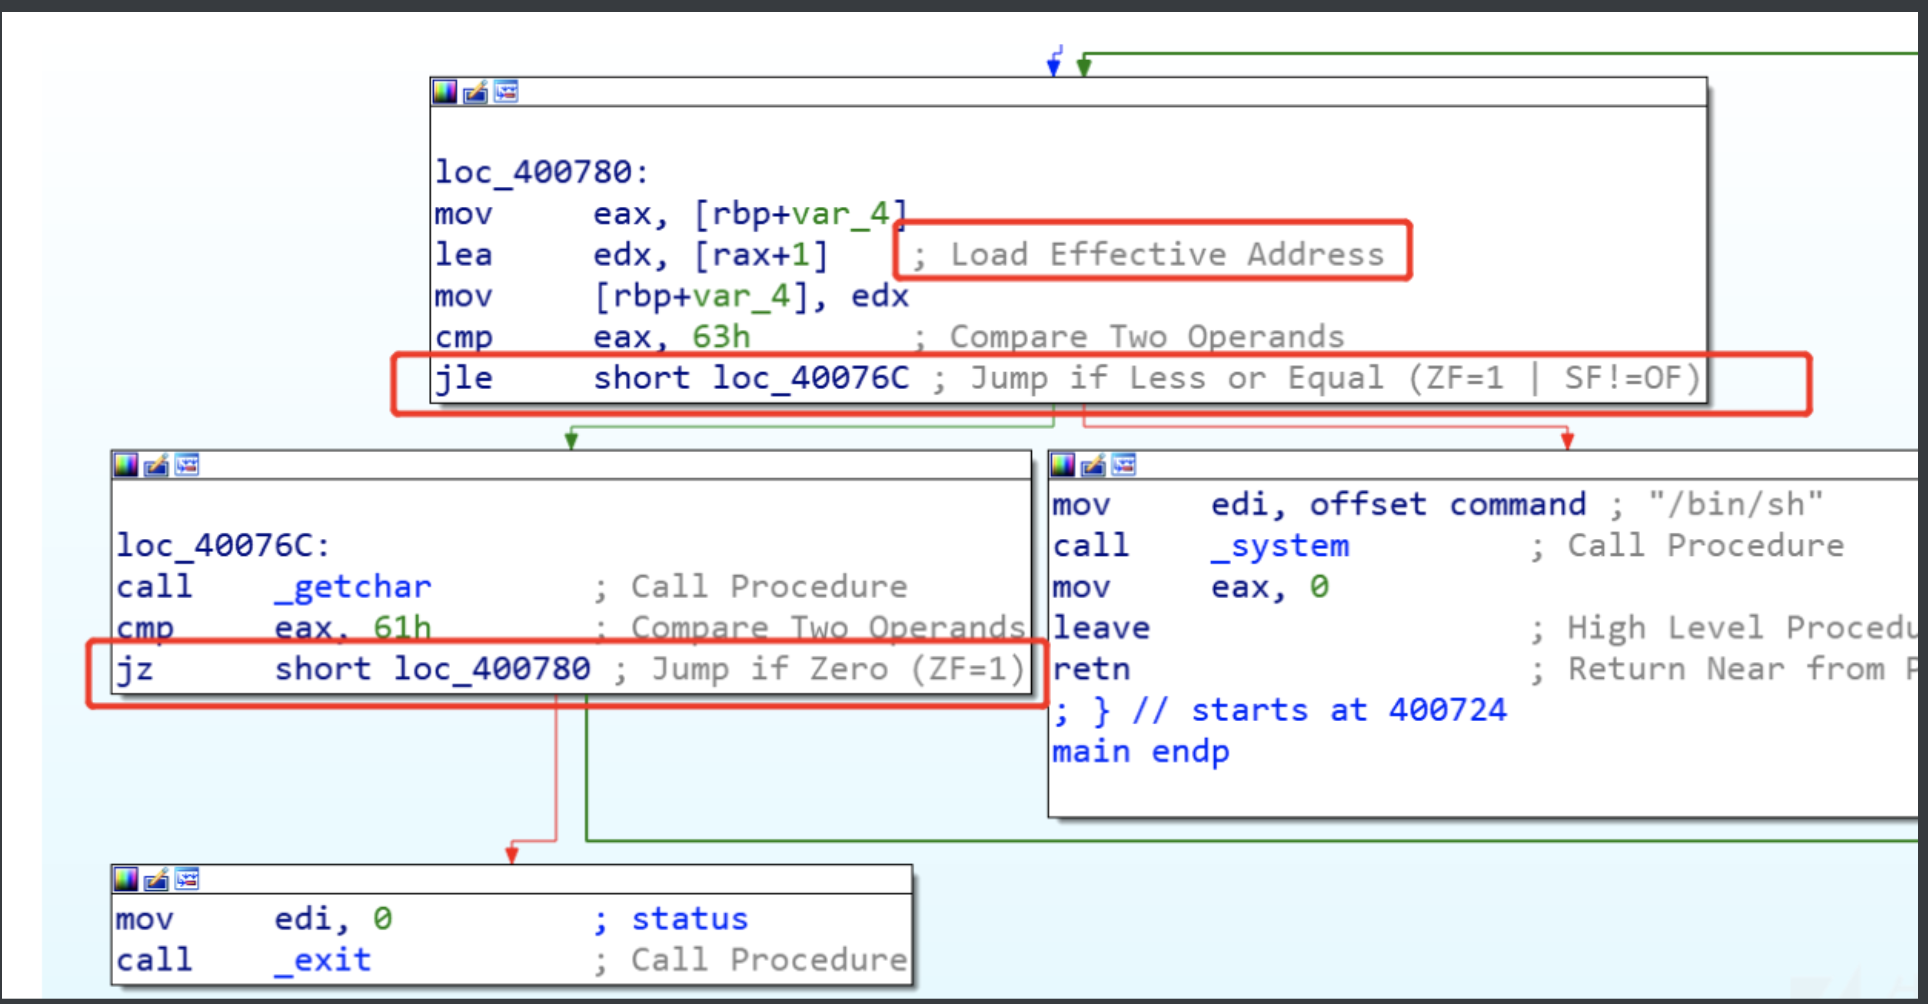 loc_400780:
mov eax, [rbp+var_4]
lea edx, [rax+1] ; Load Effective Address
mov [rbp+var_4], edx
cmp eax, 63h ; Compare Two Operands
jle short loc_40076C ; Jump if Less or Equal (ZF=1 | SF!=OF)
loc_40076C:
call _getchar ; Call Procedure
cmp eax, 61h ; Compare Two Operands
jz short loc_400780 ; Jump if Zero (ZF=1)
mov edi, offset command ; "/bin/sh"
call _system ; Call Procedure
mov eax, 0
leave ; High Level
retn ; Return Near from
; } // starts at 400724
main endp
mov edi, 0 ; status
call _exit ; Call Procedure